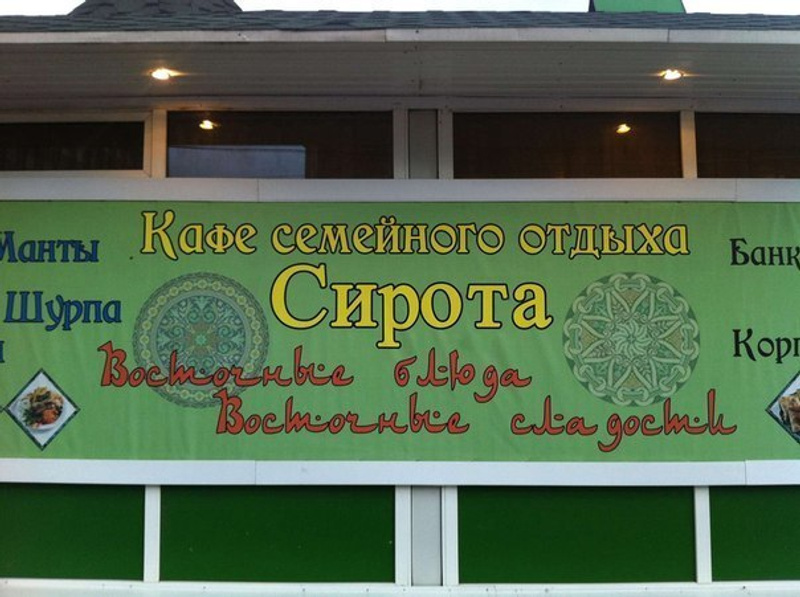 Кафе семейного отдыха
Сирота
Восточные блюда
Восточные сладости
Манты
Шурпа